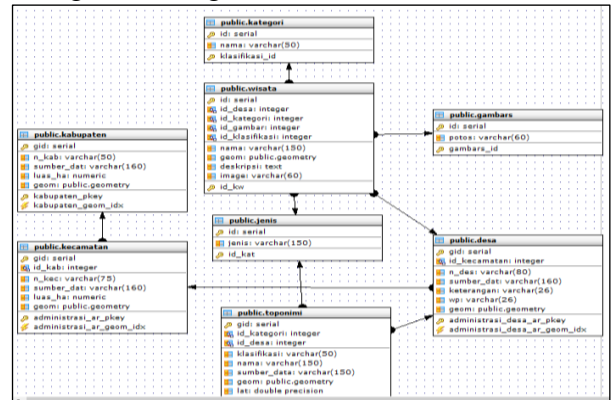 public.kategori
id: serial
nama: varchar(50)
klasifikasi_id
public.wisata
id: serial
id_desa: integer
id_kategori: integer
id_gambar: integer
id_klasifikasi: integer
nama: varchar(150)
geom: public.geometry
deskripsi: text
image: varchar(60)
id_kw
public.gambars
id: serial
potos: varchar(60)
gambars_id
public.kabupaten
gid: serial
n_kab: varchar(50)
sumber_dat: varchar(160)
luas_ha: numeric
geom: public.geometry
kabupaten_pkey
kabupaten_geom_idx
public.jenis
id: serial
jenis: varchar(150)
id_kat
public.desa
gid: serial
id_kecamatan: integer
n_des: varchar(80)
sumber_dat: varchar(160)
keterangan: varchar(26)
wp: varchar(26)
geom: public.geometry
administrasi_desa_ar_pkey
administrasi_desa_ar_geom_idx
public.kecamatan
gid: serial
id_kab: integer
n_kec: varchar(75)
sumber_dat: varchar(160)
luas_ha: numeric
geom: public.geometry
administrasi_ar_pkey
administrasi_ar_geom_idx
public.toponimi
gid: serial
id_kategori: integer
id_desa: integer
klasifikasi: varchar(50)
nama: varchar(150)
sumber_data: varchar(150)
geom: public.geometry
lat: double precision